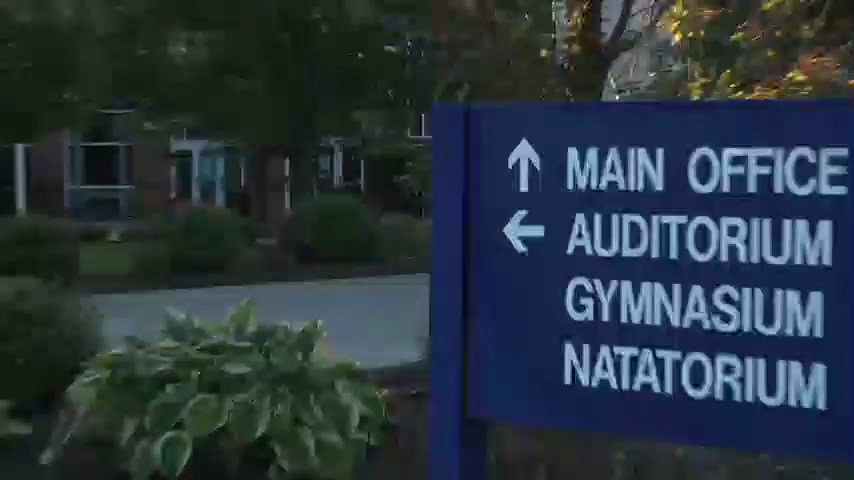 ↑ MAIN OFFICE
← AUDITORIUM
GYMNASIUM
NATATORIUM